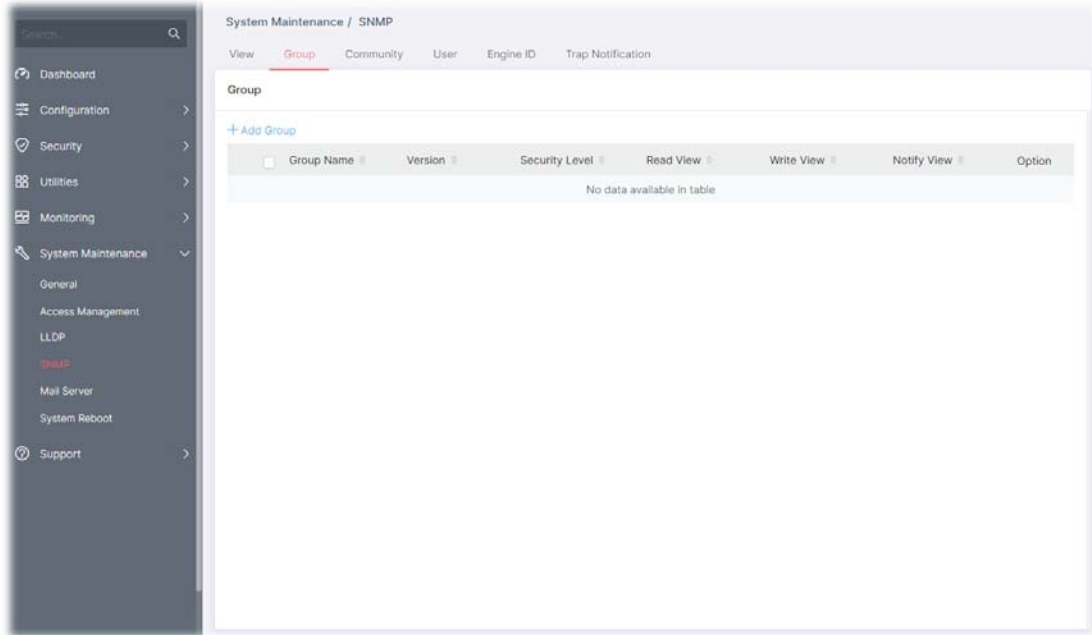 System Maintenance / SNMP
View Group Community User Engine ID Trap Notification
Group
+ Add Group
Group Name Version Security Level Read View Write View Notify View Option
No data available in table
Search...
Dashboard
Configuration
Security
Utilities
Monitoring
System Maintenance
General
Access Management
LLDP
SNMP
Mail Server
System Reboot
Support